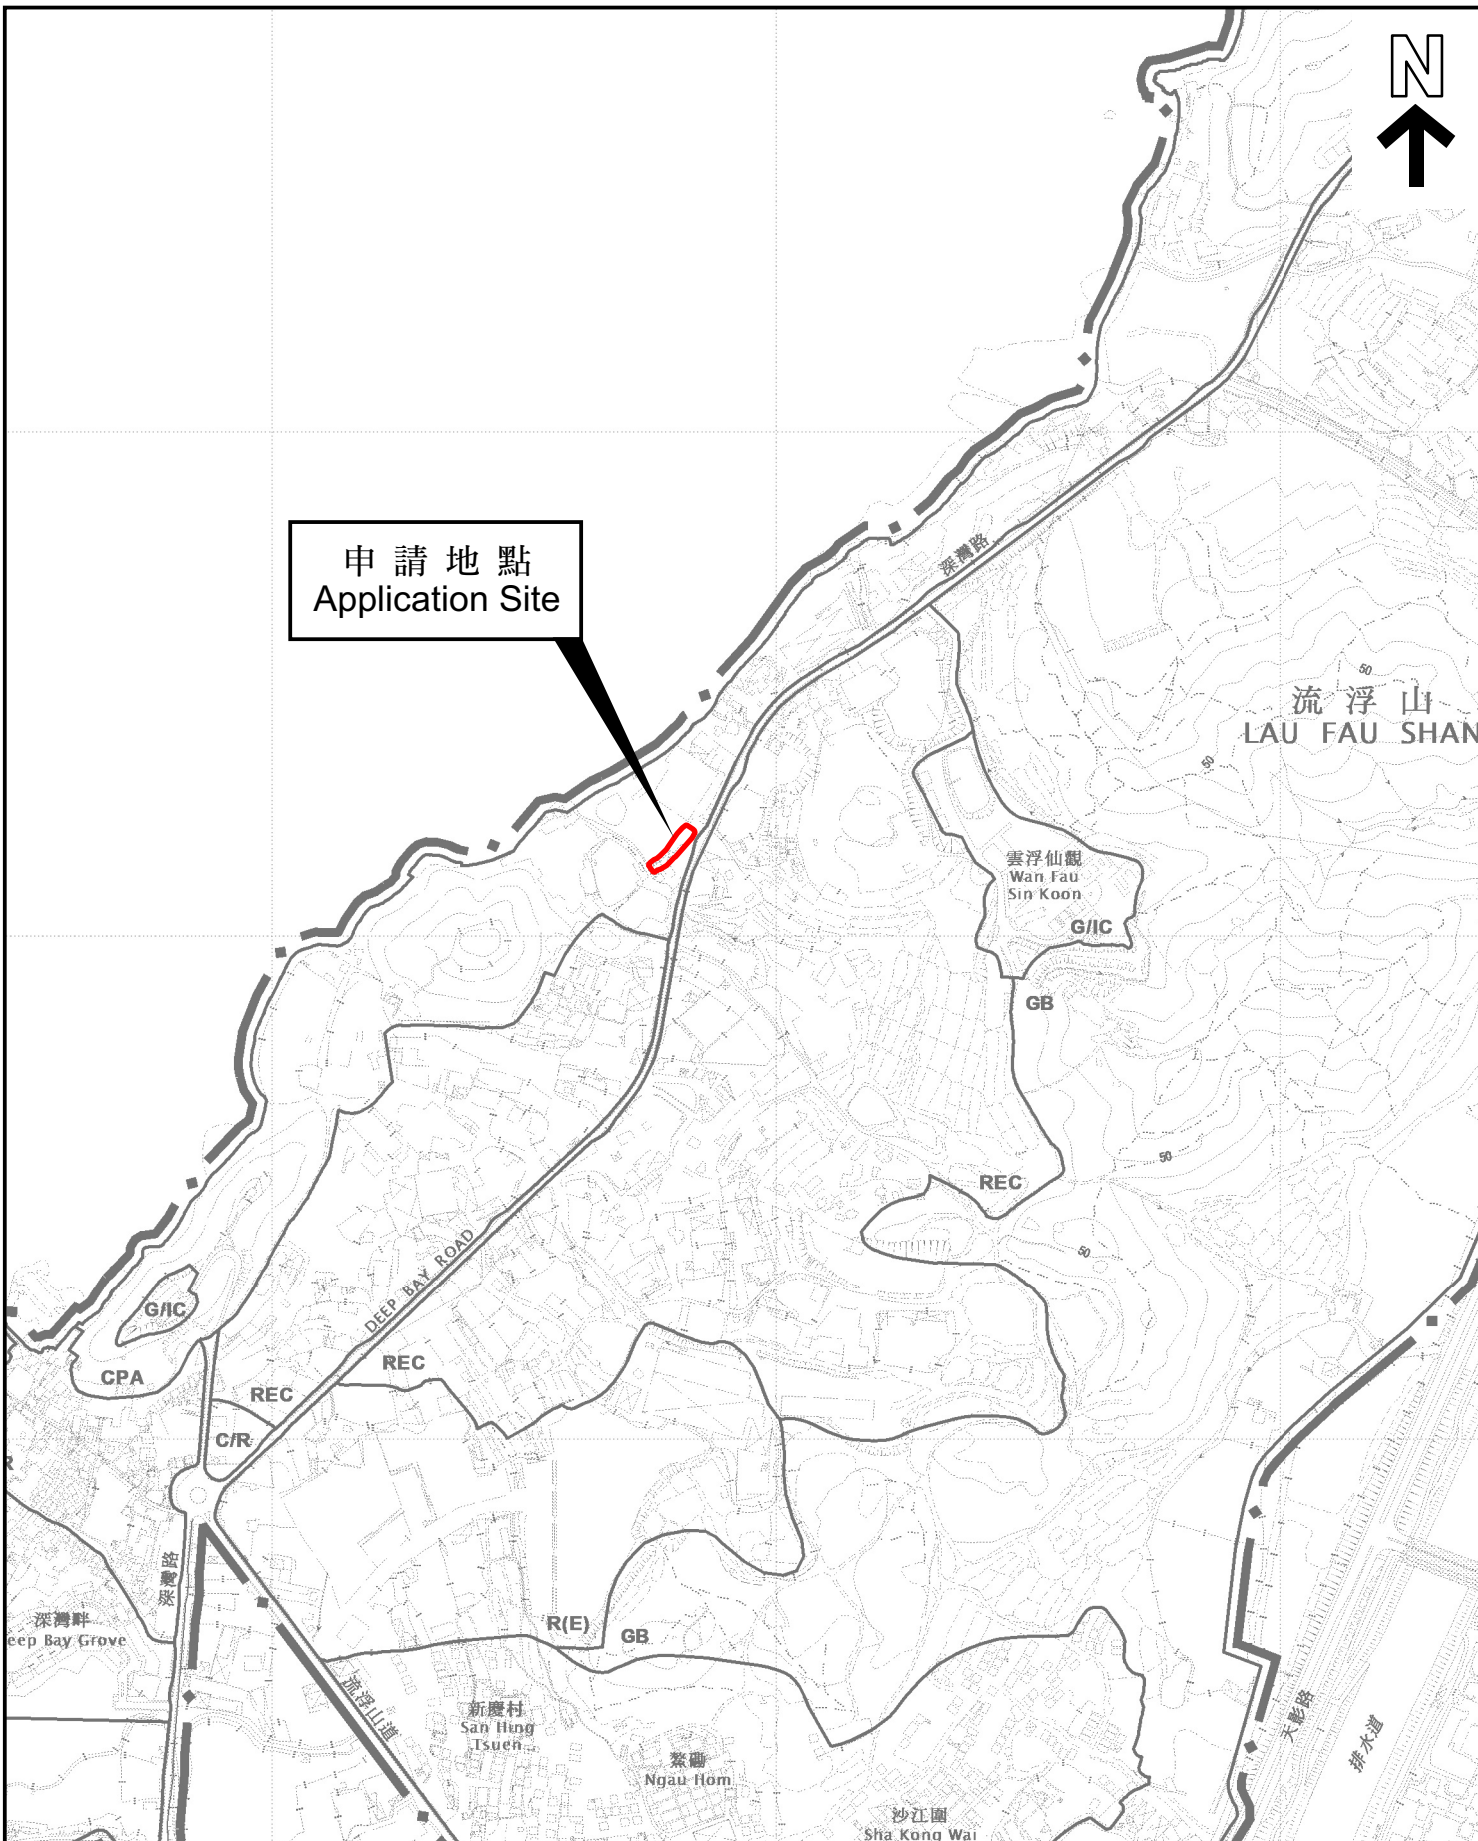 N
申請地點
Application Site
深灣路
50
流浮山
LAU FAU SHAN
50
雲浮仙觀
Wan Fau
Sin Koon
G/IC
GB
50
REC
50
DEEP BAY ROAD
G/IC
CPA
REC
REC
C/R
R
深灣路
深灣畔
eep Bay Grove
R(E)
GB
流浮山道
新慶村
San Hing
Tsuen
鰲磡
Ngau Hom
天影路
排水道
沙江圍
Sha Kong Wai